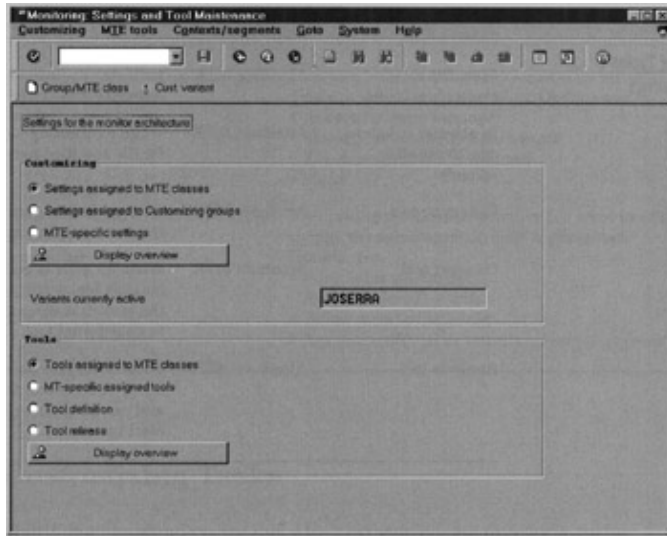 Monitoring: Settings and Tool Maintenance
Customizing MTE tools Contexts/segments Goto System Help
Group/MTE class Cust variant
Settings for the monitor architecture
Customizing
Settings assigned to MTE classes
Settings assigned to Customizing groups
MTE-specific settings
Display overview
Variants currently active JOSERRA
Tools
Tools assigned to MTE classes
MT-specific assigned tools
Tool definition
Tool release
Display overview